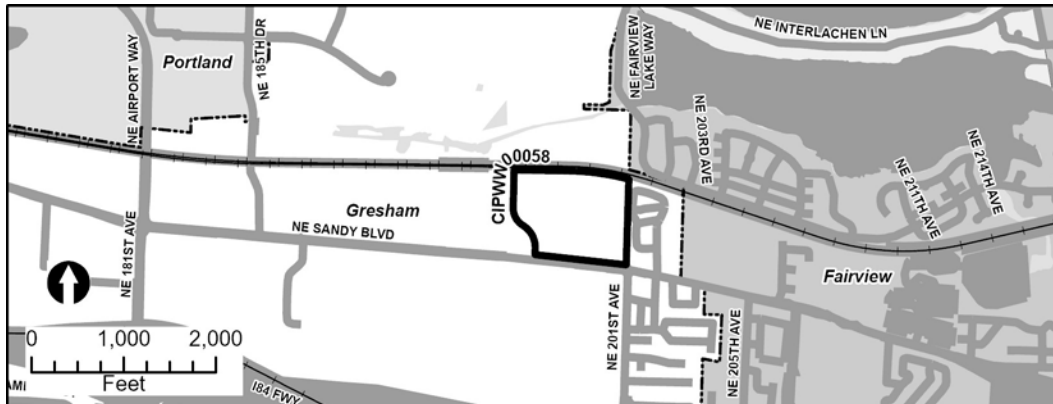 NE INTERLACHEN LN
Portland
NE AIRPORT WAY
NE 185TH DR
NE FAIRVIEW
LAKE WAY
NE 203RD AVE
NE 211TH AVE
NE 214TH AVE
CIPWW00058
Gresham
NE SANDY BLVD
NE 181ST AVE
Fairview
NE 201ST AVE
NE 205TH AVE
0 1,000 2,000
Feet
I84 FWY